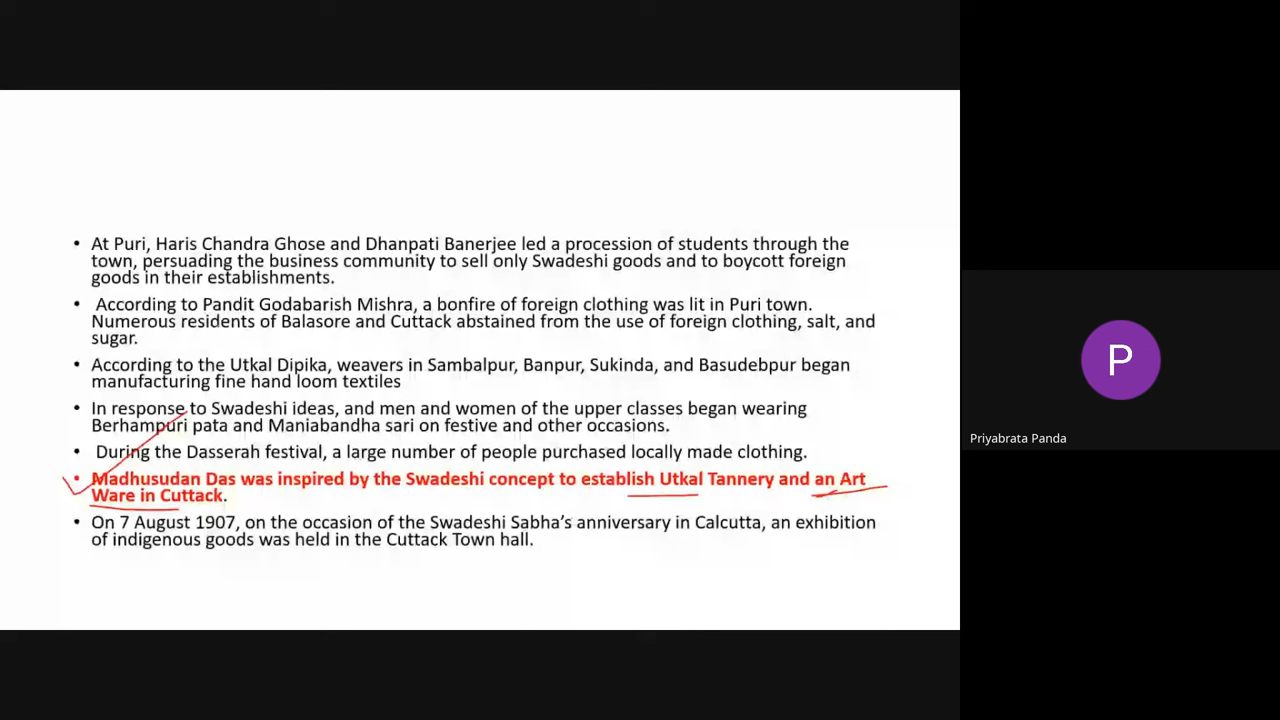 • At Puri, Haris Chandra Ghose and Dhanpati Banerjee led a procession of students through the
town, persuading the business community to sell only Swadeshi goods and to boycott foreign
goods in their establishments.
• According to Pandit Godabarish Mishra, a bonfire of foreign clothing was lit in Puri town.
Numerous residents of Balasore and Cuttack abstained from the use of foreign clothing, salt, and
sugar.
• According to the Utkal Dipika, weavers in Sambalpur, Banpur, Sukinda, and Basudebpur began
manufacturing fine hand loom textiles
• In response to Swadeshi ideas, and men and women of the upper classes began wearing
Berhampuri pata and Maniabandha sari on festive and other occasions.
• During the Dasserah festival, a large number of people purchased locally made clothing.
• Madhusudan Das was inspired by the Swadeshi concept to establish Utkal Tannery and an Art
Ware in Cuttack.
• On 7 August 1907, on the occasion of the Swadeshi Sabha’s anniversary in Calcutta, an exhibition
of indigenous goods was held in the Cuttack Town hall.
P
Priyabrata Panda